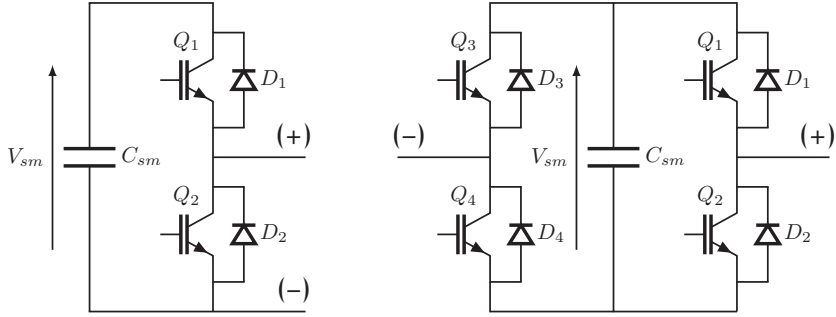 Q1
D1
(+)
Vsm
Csm
Q2
D2
(-)
Q3
D3
(-)
Vsm
Csm
Q4
D4
Q1
D1
(+)
Q2
D2